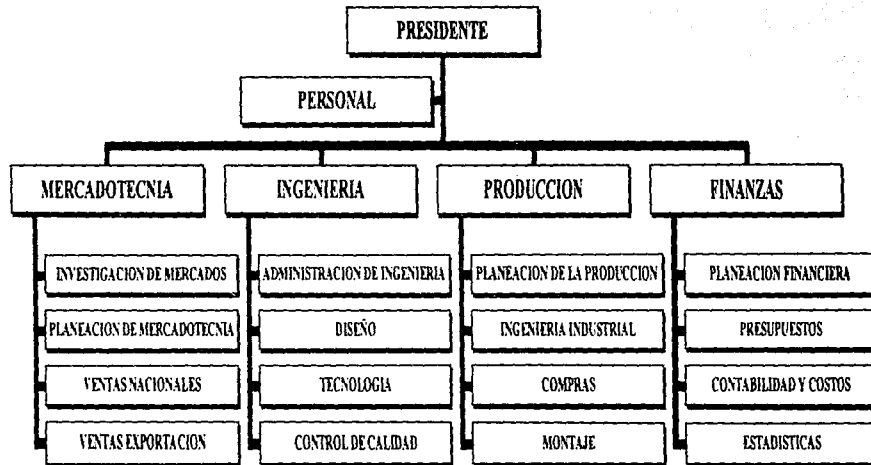 PRESIDENTE
PERSONAL
MERCADOTECNIA
INGENIERIA
PRODUCCION
FINANZAS
INVESTIGACION DE MERCADOS
ADMINISTRACION DE INGENIERIA
PLANEACION DE LA PRODUCCION
PLANEACION FINANCIERA
PLANEACION DE MERCADOTECNIA
DISEÑO
INGENIERIA INDUSTRIAL
PRESUPUESTOS
VENTAS NACIONALES
TECNOLOGIA
COMPRAS
CONTABILIDAD Y COSTOS
VENTAS EXPORTACION
CONTROL DE CALIDAD
MONTAJE
ESTADISTICAS